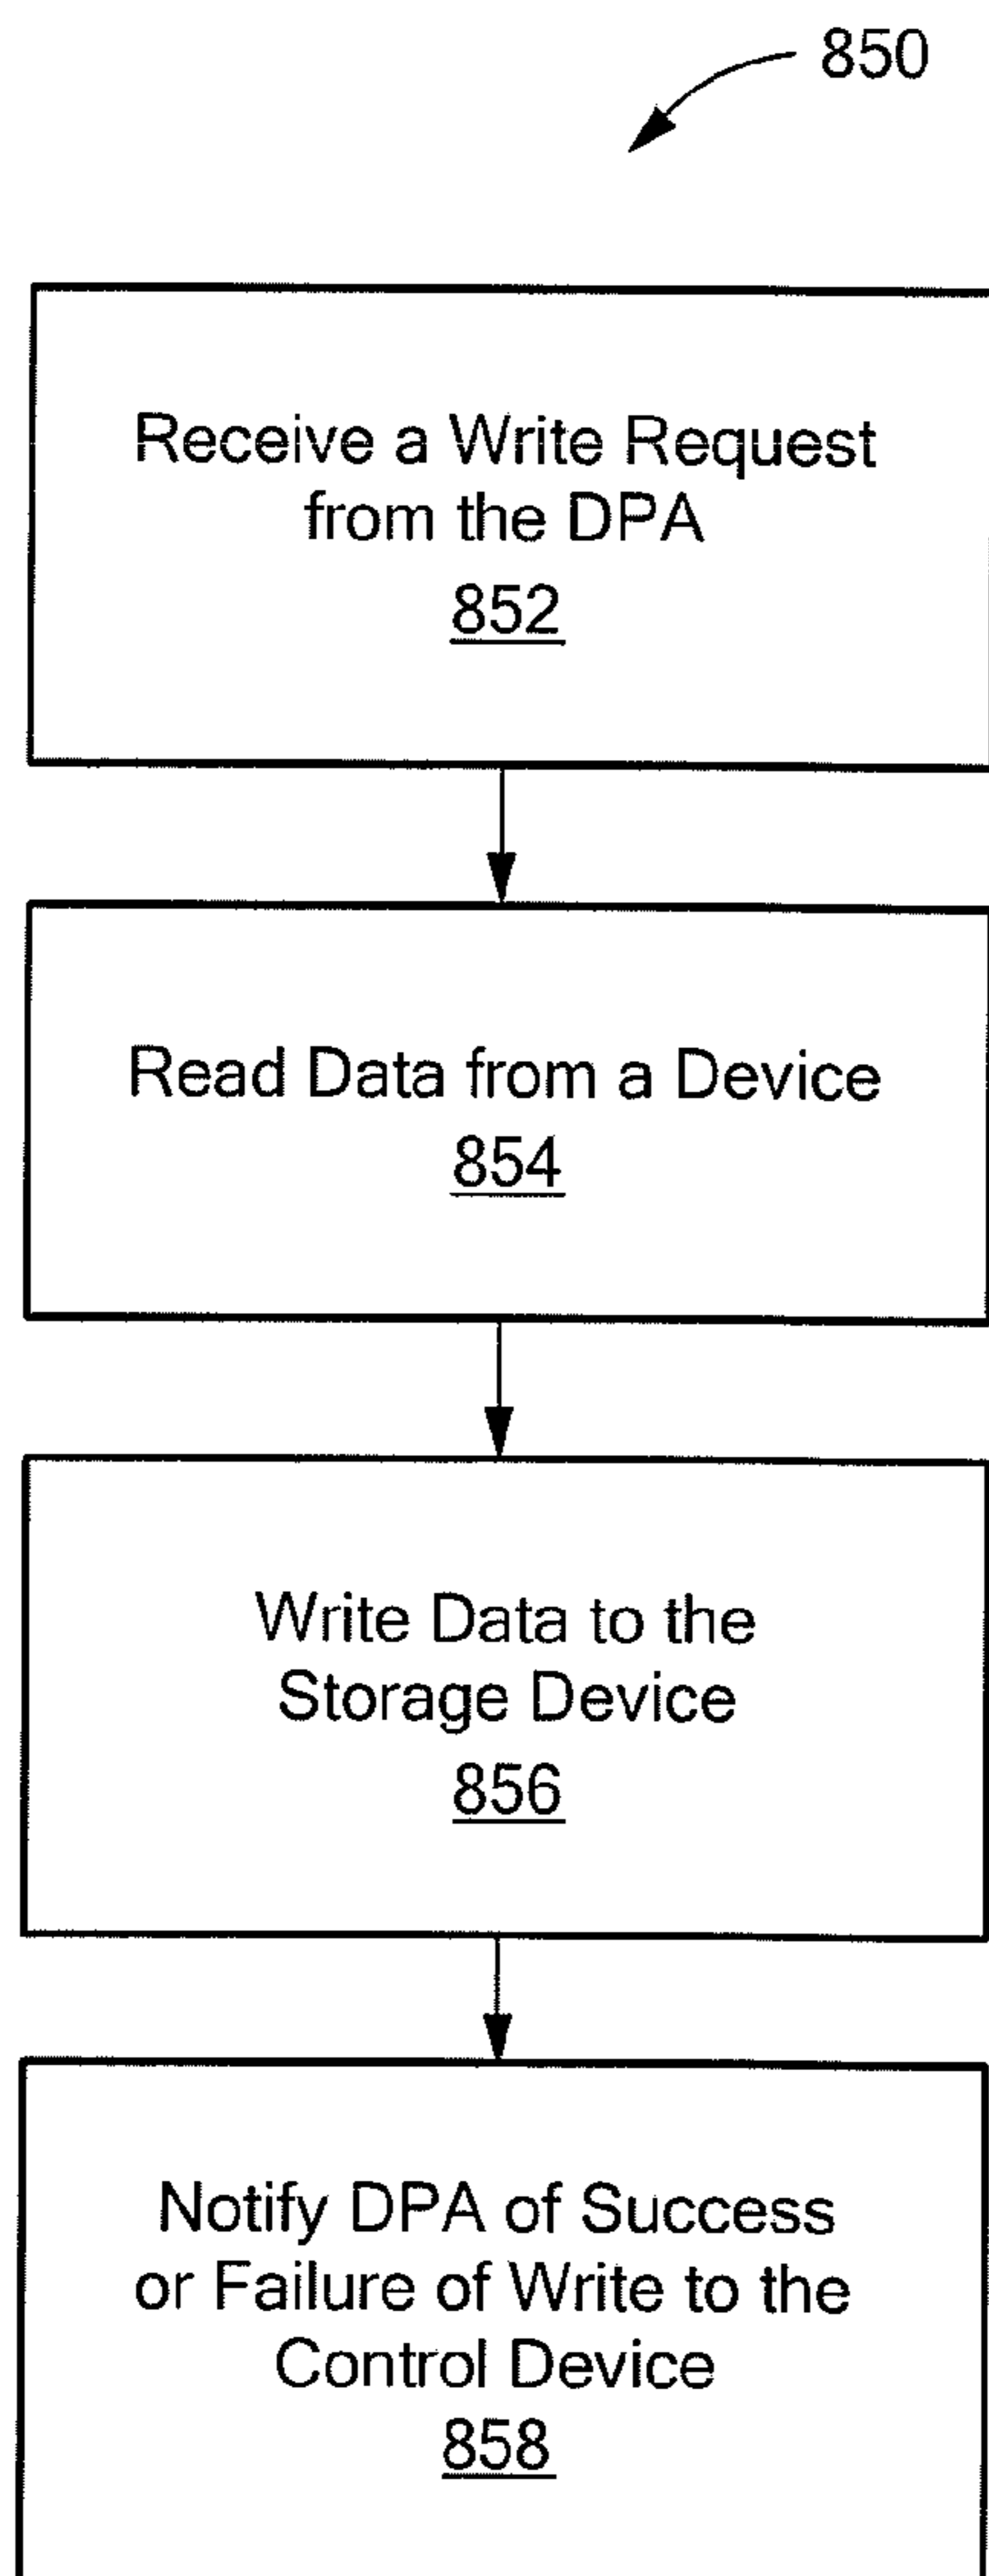 850
Receive a Write Request
from the DPA
852
Read Data from a Device
854
Write Data to the
Storage Device
856
Notify DPA of Success
or Failure of Write to the
Control Device
858